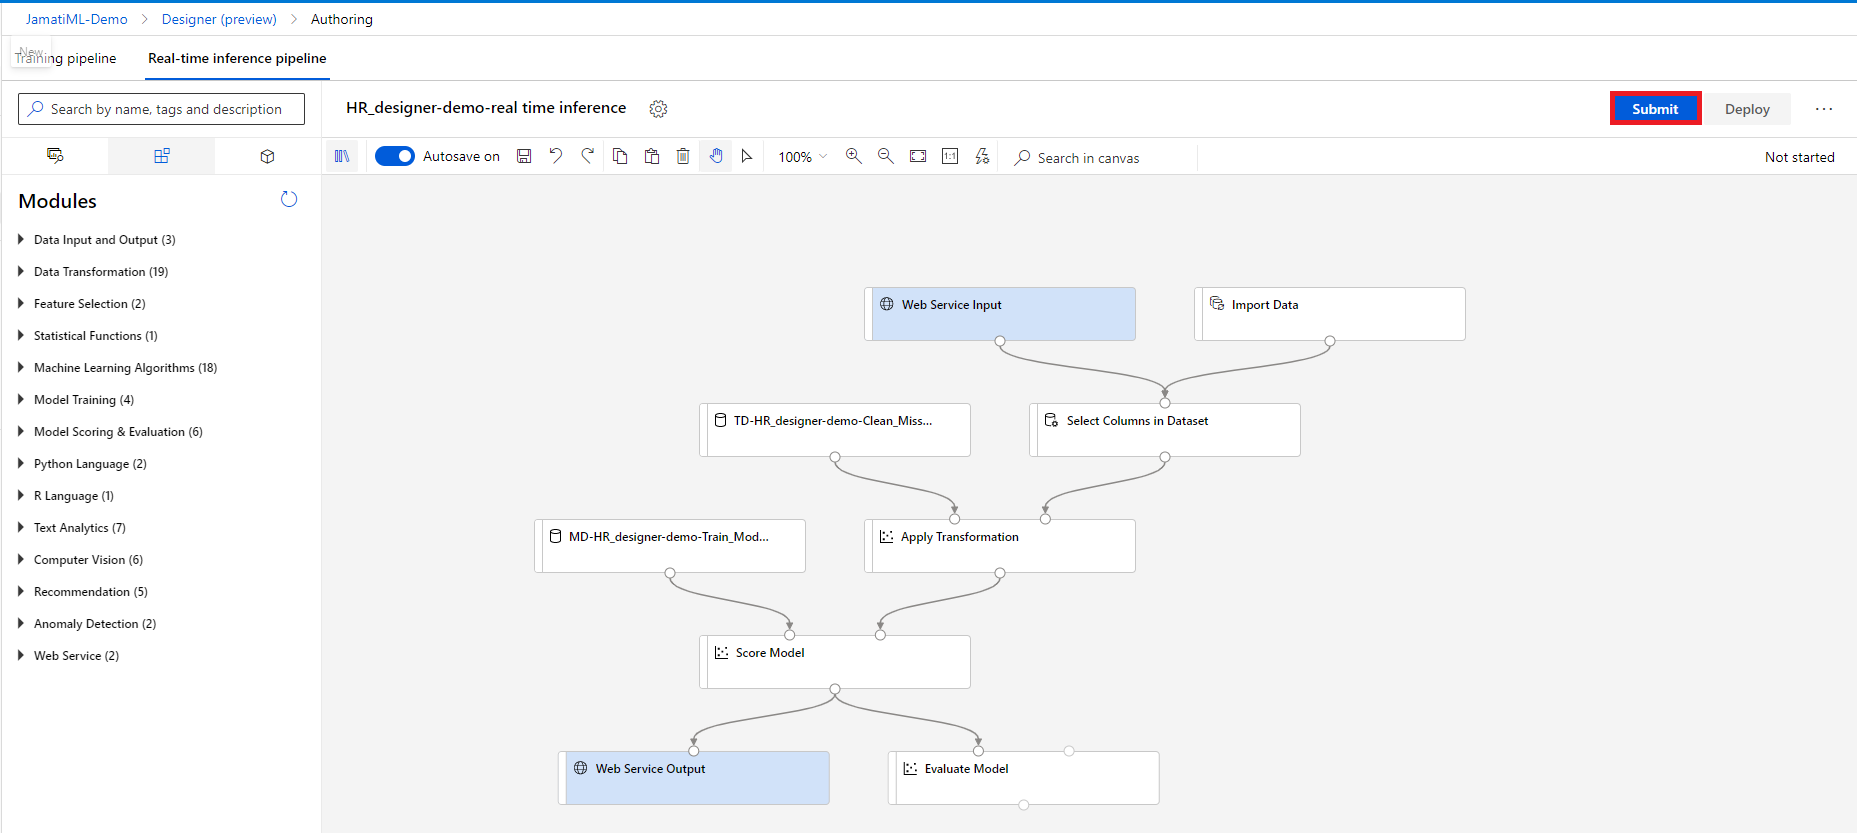 JamatiML-Demo > Designer (preview) > Authoring
New
Training pipeline Real-time inference pipeline
Search by name, tags and description
HR_designer-demo-real time inference
Submit Deploy ...
Autosave on 100% 1:1 Search in canvas Not started
Modules
Data Input and Output (3)
Data Transformation (19)
Feature Selection (2)
Statistical Functions (1)
Machine Learning Algorithms (18)
Model Training (4)
Model Scoring & Evaluation (6)
Python Language (2)
R Language (1)
Text Analytics (7)
Computer Vision (6)
Recommendation (5)
Anomaly Detection (2)
Web Service (2)
Web Service Input Import Data
TD-HR_designer-demo-Clean_Miss... Select Columns in Dataset
MD-HR_designer-demo-Train_Mod... Apply Transformation
Score Model
Web Service Output Evaluate Model